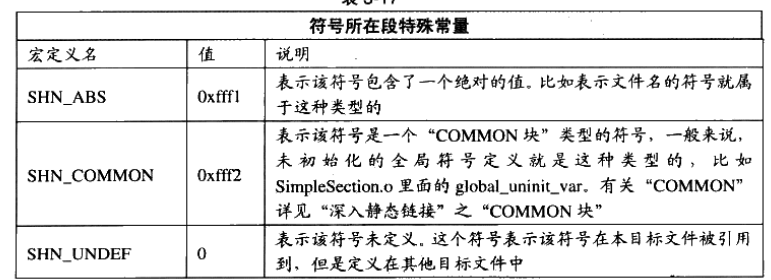 表 3-17
符号所在段特殊常量
宏定义名 值 说明
SHN_ABS 0xfff1 表示该符号包含了一个绝对的值。比如表示文件名的符号就属
于这种类型的
表示该符号是一个“COMMON 块”类型的符号，一般来说，
未初始化的全局符号定义就是这种类型的，比如
SHN_COMMON 0xfff2 SimpleSection.o 里面的 global_uninit_var。有关“COMMON”
详见“深入静态链接”之“COMMON块”
SHN_UNDEF 0 表示该符号未定义。这个符号表示该符号在本目标文件被引用
到，但是定义在其他目标文件中